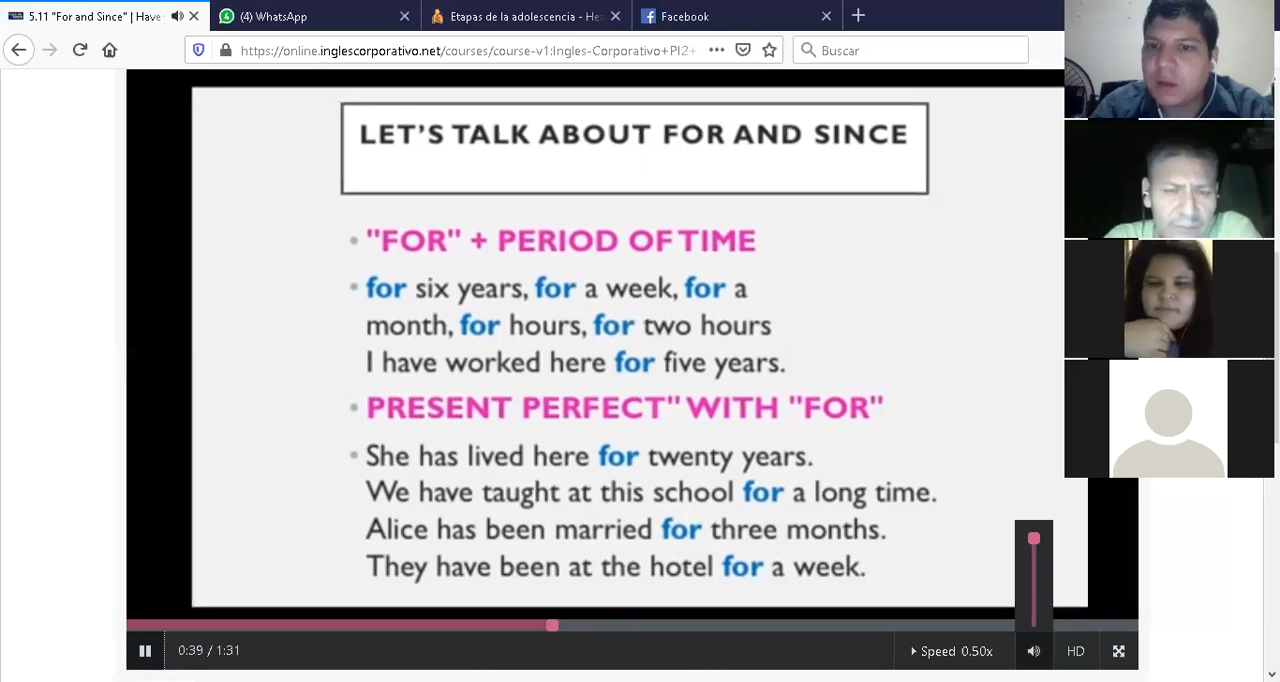 5.11 "For and Since" | Have
(4) WhatsApp
Etapas de la adolescencia - Hea
Facebook
https://online.inglescorporativo.net/courses/course-v1:Ingles-Corporativo+PI2+
Buscar
LET'S TALK ABOUT FOR AND SINCE
• "FOR" + PERIOD OF TIME
• for six years, for a week, for a
month, for hours, for two hours
I have worked here for five years.
• PRESENT PERFECT" WITH "FOR"
• She has lived here for twenty years.
We have taught at this school for a long time.
Alice has been married for three months.
They have been at the hotel for a week.
0:39 / 1:31
Speed 0.50x
HD